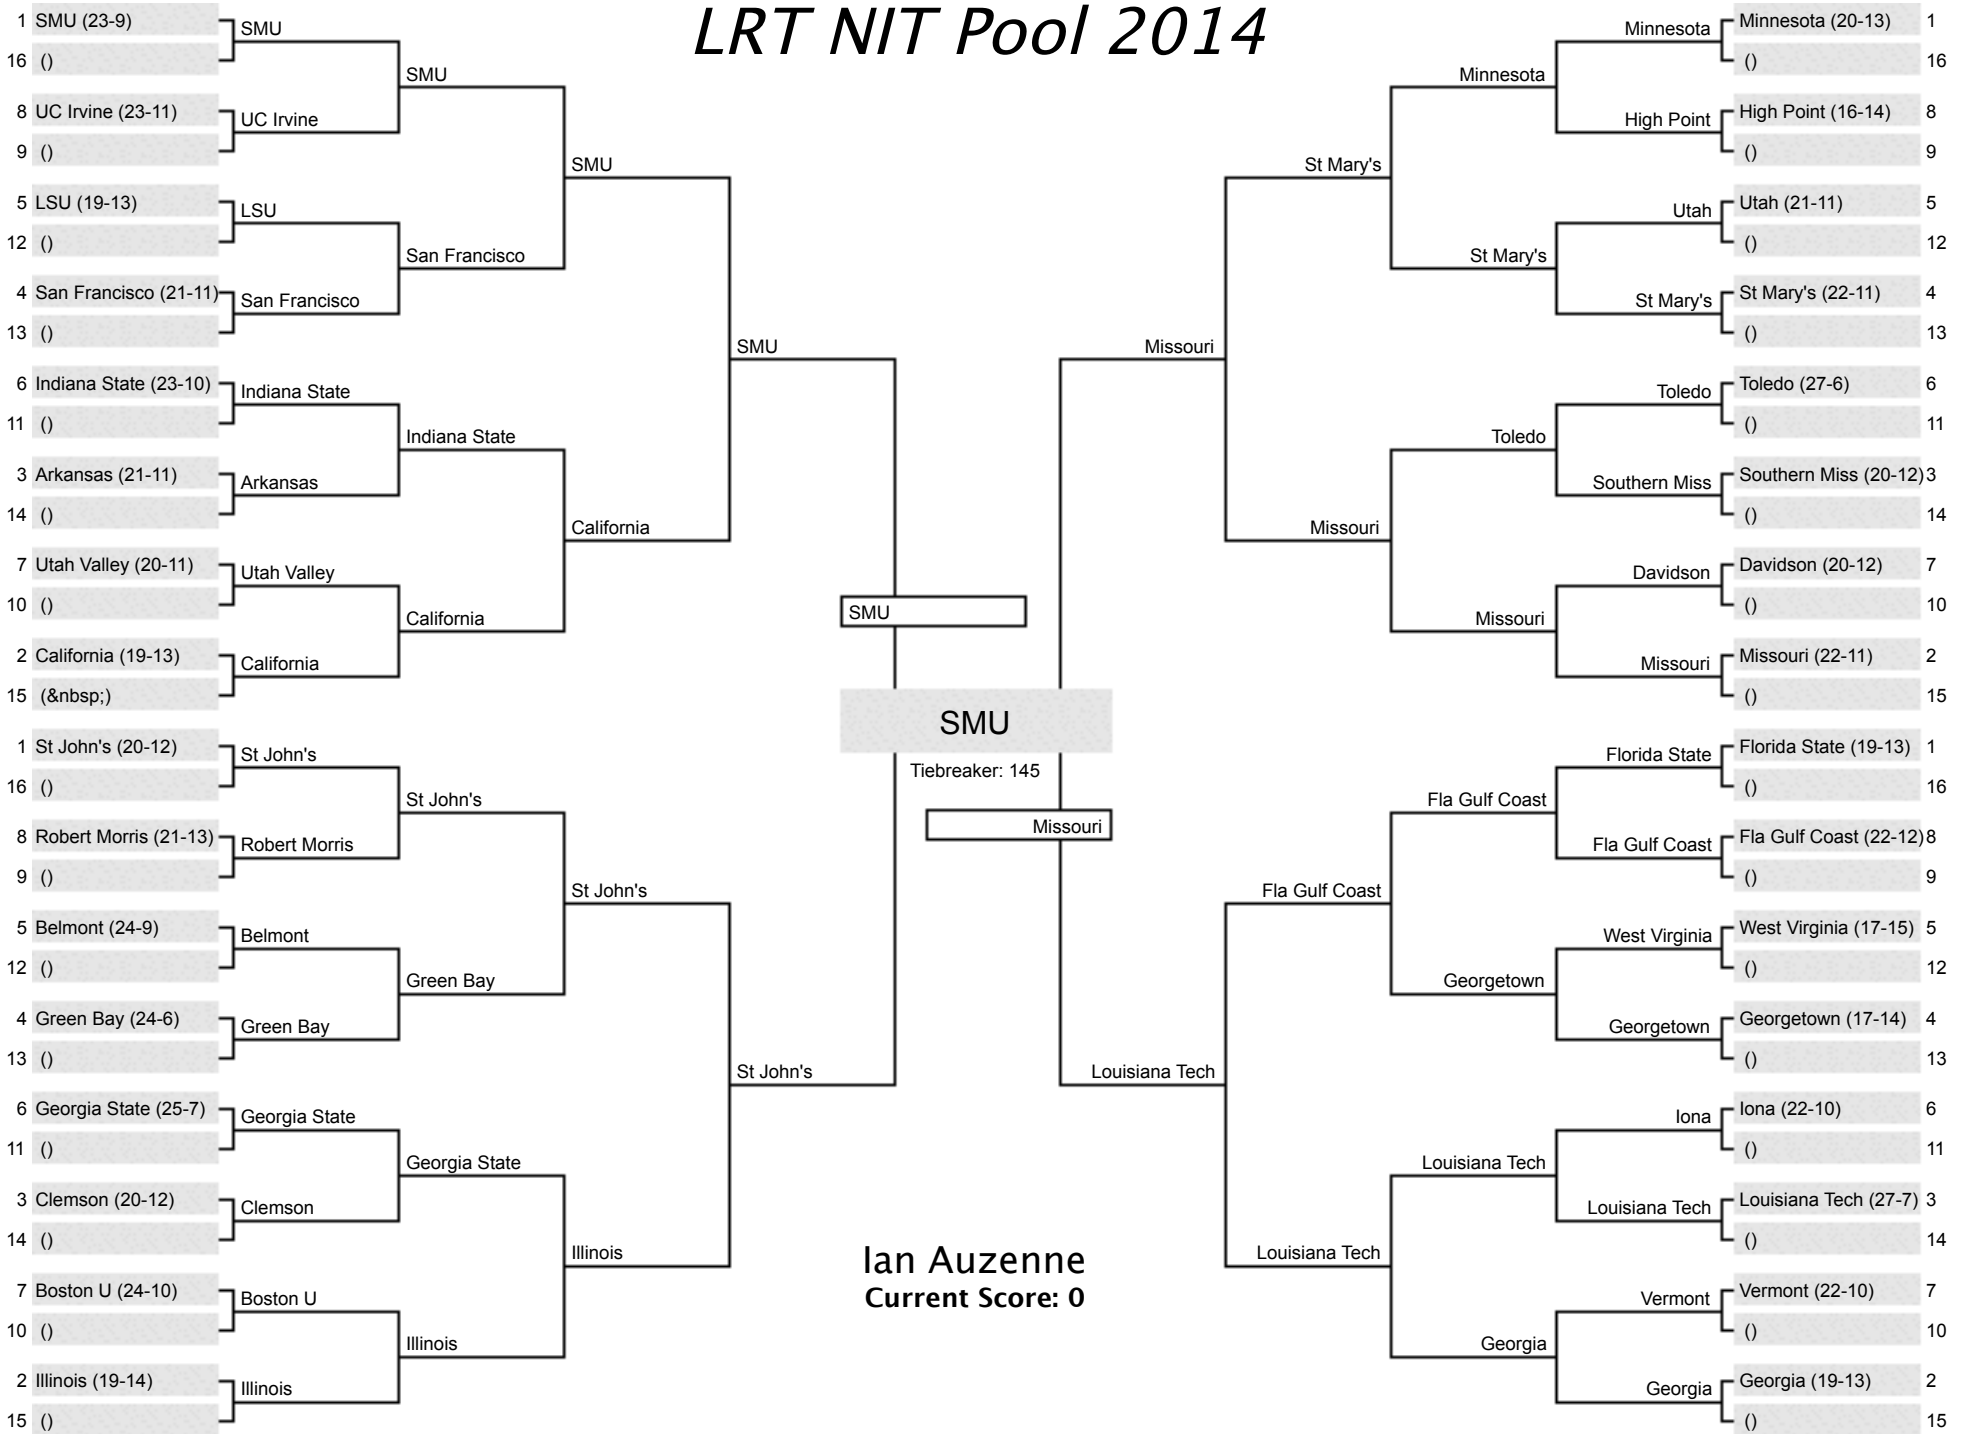 LRT NIT Pool 2014
1 SMU (23-9)
16 ()
8 UC Irvine (23-11)
9 ()
5 LSU (19-13)
12 ()
4 San Francisco (21-11)
13 ()
6 Indiana State (23-10)
11 ()
3 Arkansas (21-11)
14 ()
7 Utah Valley (20-11)
10 ()
2 California (19-13)
15 (&nbsp;)
1 St John's (20-12)
16 ()
8 Robert Morris (21-13)
9 ()
5 Belmont (24-9)
12 ()
4 Green Bay (24-6)
13 ()
6 Georgia State (25-7)
11 ()
3 Clemson (20-12)
14 ()
7 Boston U (24-10)
10 ()
2 Illinois (19-14)
15 ()
SMU
UC Irvine
LSU
San Francisco
Indiana State
Arkansas
Utah Valley
California
St John's
Robert Morris
Belmont
Green Bay
Georgia State
Clemson
Boston U
Illinois
SMU
San Francisco
Indiana State
California
St John's
Green Bay
Georgia State
Illinois
SMU
California
St John's
Illinois
SMU
St John's
SMU
SMU
Tiebreaker: 145
Missouri
Ian Auzenne
Current Score: 0
Missouri
Louisiana Tech
St Mary's
Missouri
Fla Gulf Coast
Louisiana Tech
Minnesota
St Mary's
Toledo
Missouri
Fla Gulf Coast
Georgetown
Louisiana Tech
Georgia
Minnesota
High Point
Utah
St Mary's
Toledo
Southern Miss
Davidson
Missouri
Florida State
Fla Gulf Coast
West Virginia
Georgetown
Iona
Louisiana Tech
Vermont
Georgia
Minnesota (20-13) 1
() 16
High Point (16-14) 8
() 9
Utah (21-11) 5
() 12
St Mary's (22-11) 4
() 13
Toledo (27-6) 6
() 11
Southern Miss (20-12) 3
() 14
Davidson (20-12) 7
() 10
Missouri (22-11) 2
() 15
Florida State (19-13) 1
() 16
Fla Gulf Coast (22-12) 8
() 9
West Virginia (17-15) 5
() 12
Georgetown (17-14) 4
() 13
Iona (22-10) 6
() 11
Louisiana Tech (27-7) 3
() 14
Vermont (22-10) 7
() 10
Georgia (19-13) 2
() 15